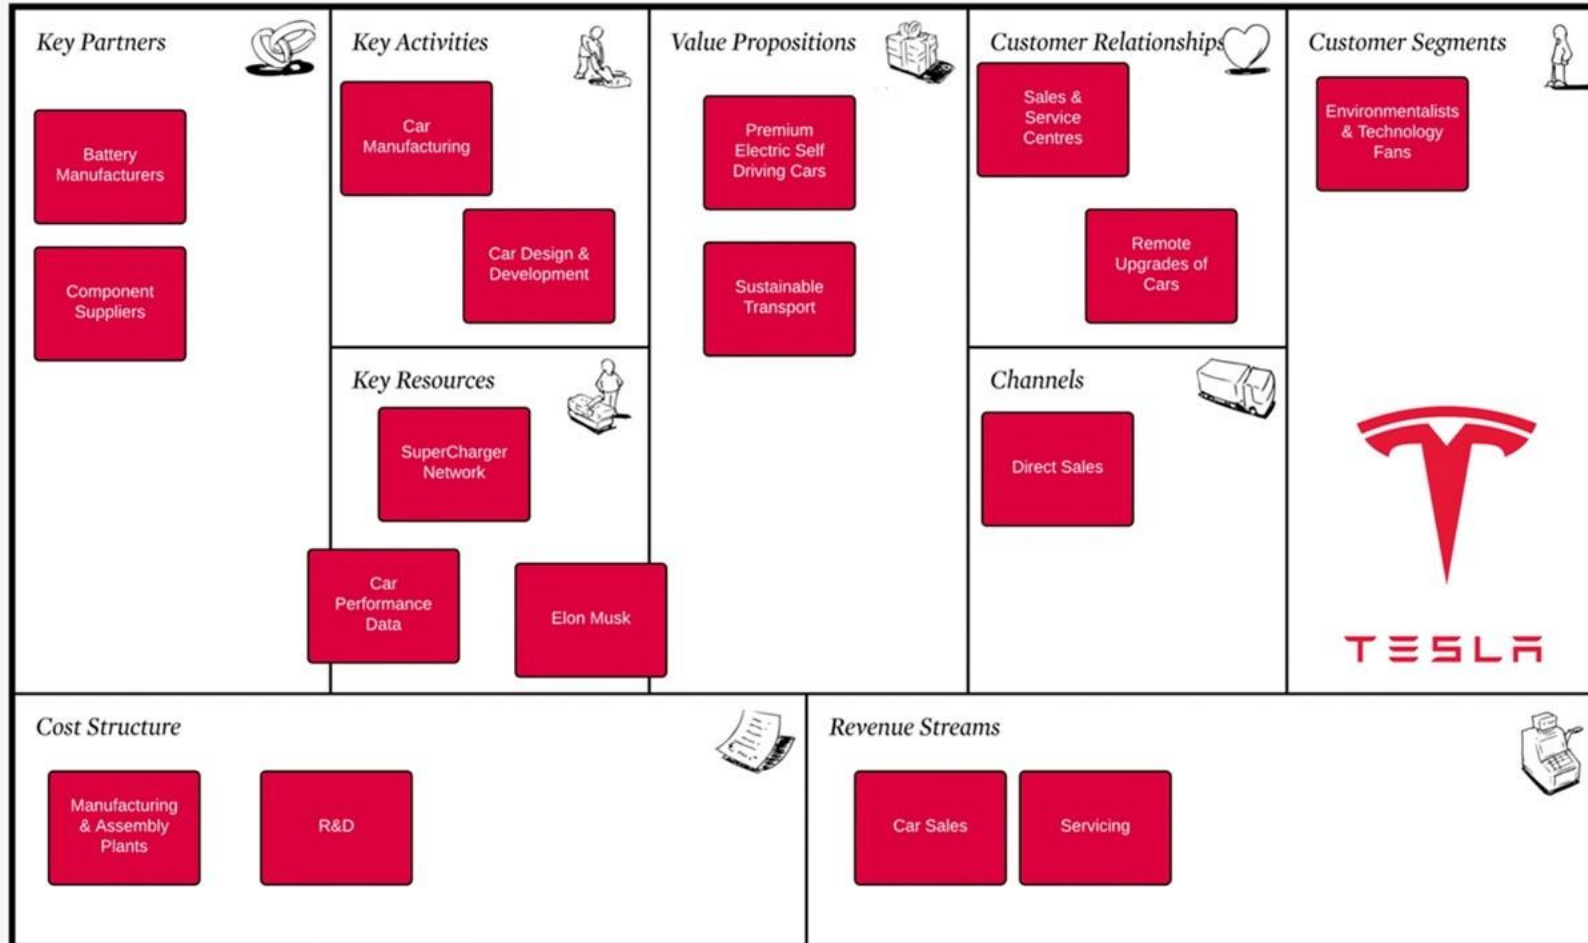 Key Partners
Battery
Manufacturers
Component
Suppliers
Key Activities
Car
Manufacturing
Car Design &
Development
Key Resources
SuperCharger
Network
Car
Performance
Data
Elon Musk
Value Propositions
Premium
Electric Self
Driving Cars
Sustainable
Transport
Customer Relationships
Sales &
Service
Centres
Remote
Upgrades of
Cars
Channels
Direct Sales
Customer Segments
Environmentalists
& Technology
Fans
TESLA
Cost Structure
Manufacturing
& Assembly
Plants
R&D
Revenue Streams
Car Sales
Servicing